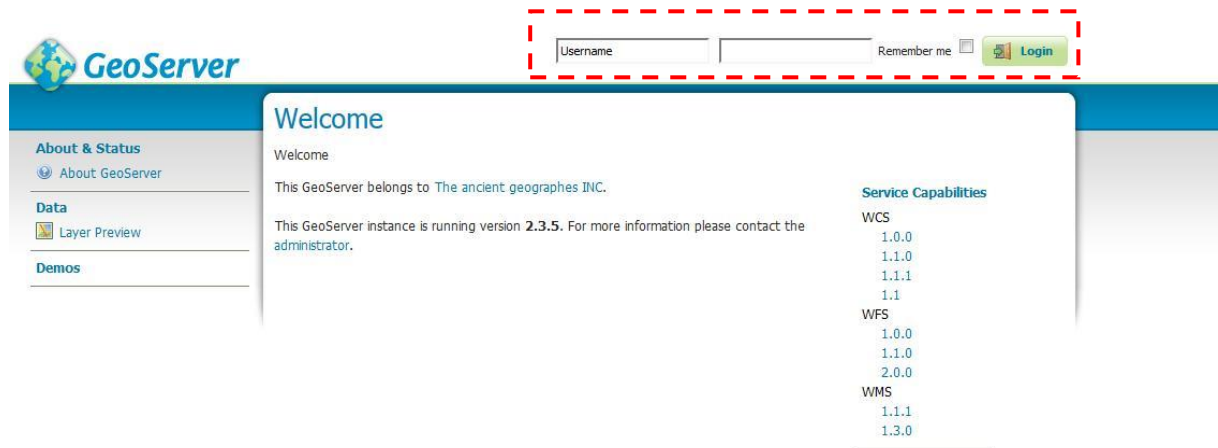 GeoServer
Username
Remember me
Login
About & Status
About GeoServer
Data
Layer Preview
Demos
Welcome
Welcome
This GeoServer belongs to The ancient geographes INC.
This GeoServer instance is running version 2.3.5. For more information please contact the
administrator.
Service Capabilities
WCS
1.0.0
1.1.0
1.1.1
1.1
WFS
1.0.0
1.1.0
2.0.0
WMS
1.1.1
1.3.0